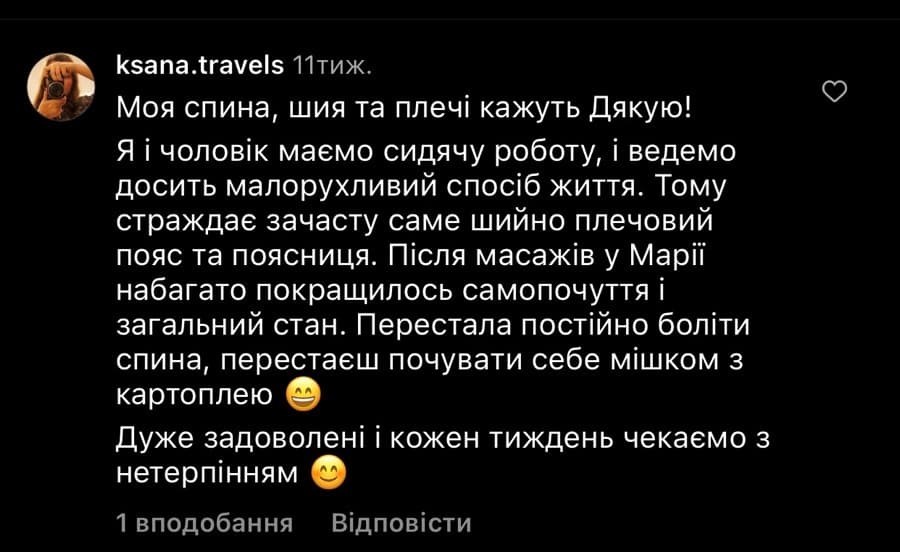 ksana.travels 11тиж.
Моя спина, шия та плечі кажуть Дякую!
Я і чоловік маємо сидячу роботу, і ведемо
досить малорухливий спосіб життя. Тому
страждає зачасту саме шийно плечовий
пояс та поясниця. Після масажів у Марії
набагато покращилось самопочуття і
загальний стан. Перестала постійно боліти
спина, перестаєш почувати себе мішком з
картоплею 😄
Дуже задоволені і кожен тиждень чекаємо з
нетерпінням 😊
1 вподобання Відповісти